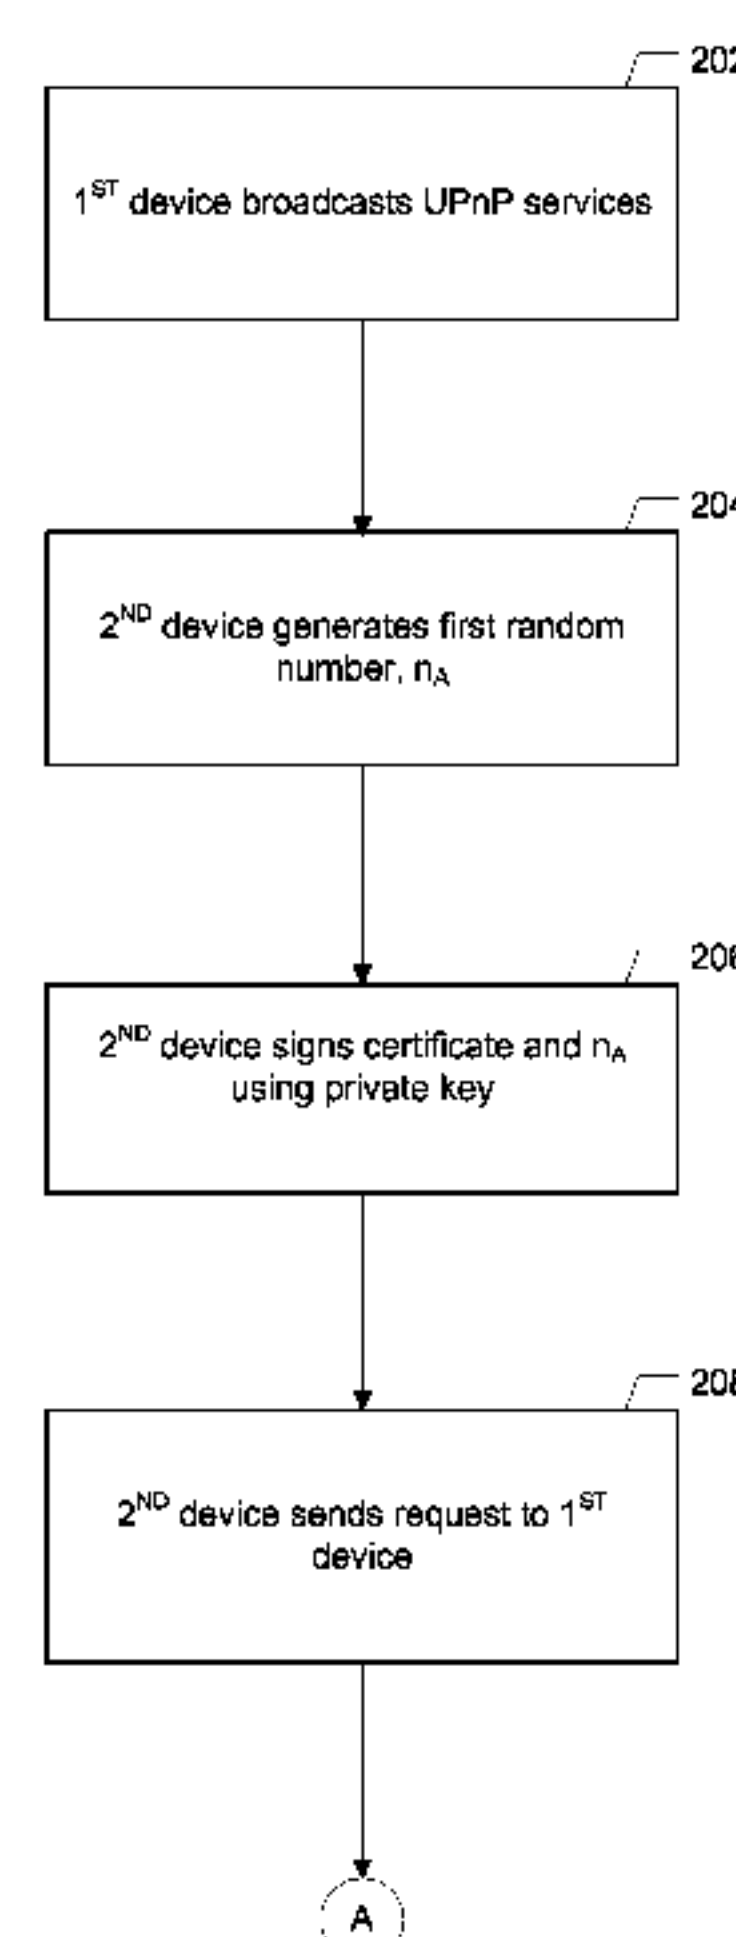 202
1ST device broadcasts UPnP services
204
2ND device generates first random
number, nA
206
2ND device signs certificate and nA
using private key
208
2ND device sends request to 1ST
device
A